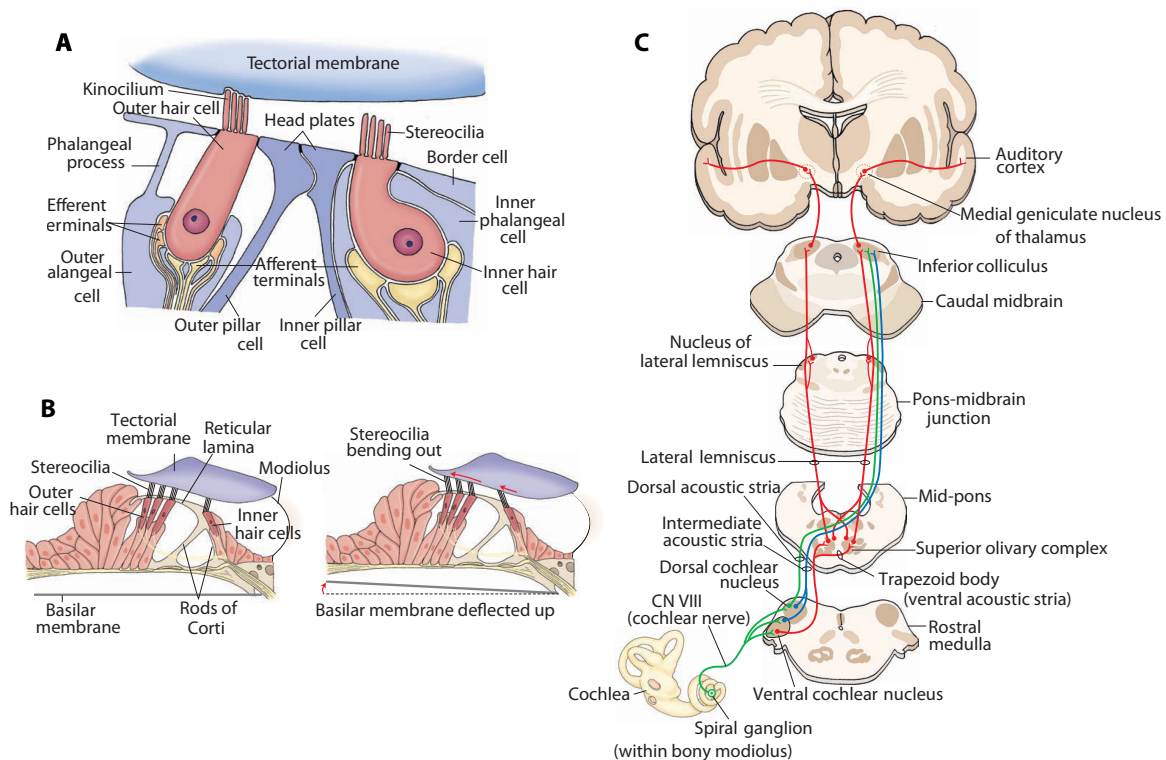 A
Tectorial membrane
Kinocilium
Outer hair cell
Head plates
Stereocilia
Phalangeal
process
Border cell
Efferent
erminals
Inner
phalangeal
cell
Outer
alangeal
cell
Afferent
terminals
Inner hair
cell
Outer pillar
cell
Inner pillar
cell
B
Tectorial
membrane
Reticular
lamina
Stereocilia
Modiolus
Outer
hair cells
Inner
hair cells
Basilar
membrane
Rods of
Corti
Stereocilia
bending out
Basilar membrane deflected up
C
Auditory
cortex
Medial geniculate nucleus
of thalamus
Inferior colliculus
Caudal midbrain
Nucleus of
lateral lemniscus
Pons-midbrain
junction
Lateral lemniscus
Dorsal acoustic stria
Mid-pons
Intermediate
acoustic stria
Superior olivary complex
Dorsal cochlear
nucleus
Trapezoid body
(ventral acoustic stria)
CN VIII
(cochlear nerve)
Rostral
medulla
Cochlea
Ventral cochlear nucleus
Spiral ganglion
(within bony modiolus)